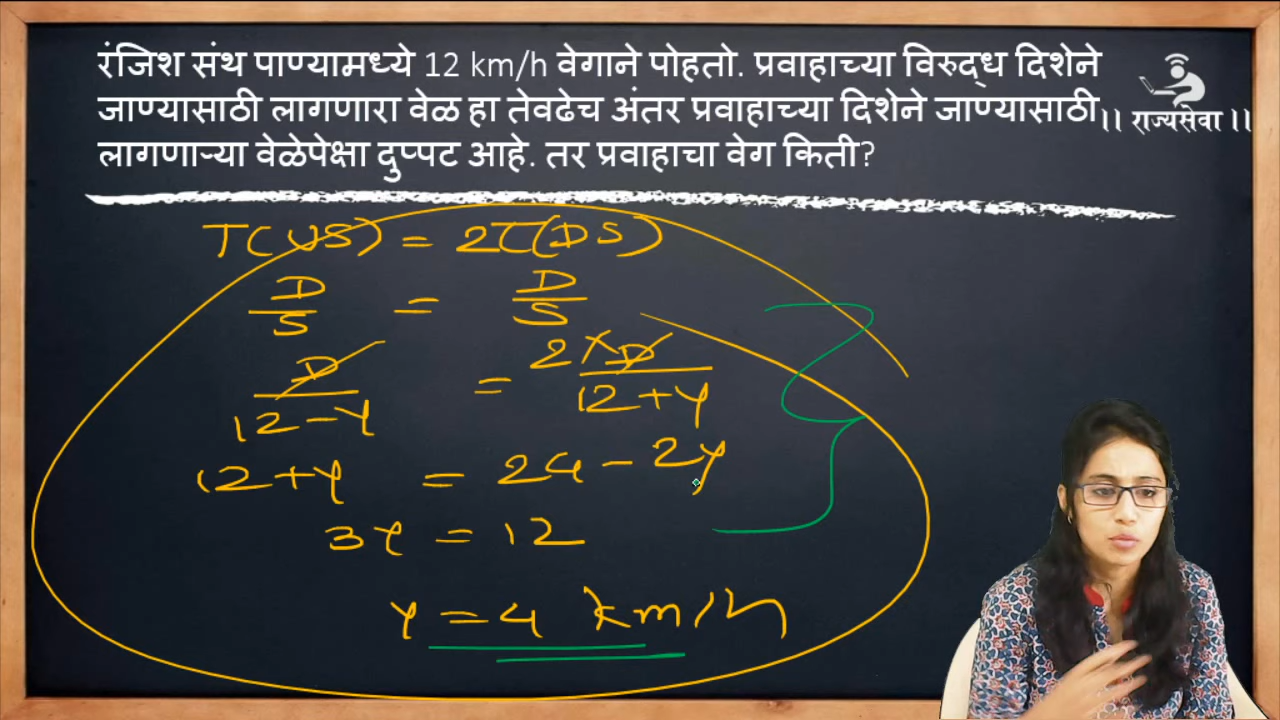 रंजिश संथ पाण्यामध्ये 12 km/h वेगाने पोहतो. प्रवाहाच्या विरुद्ध दिशेने
जाण्यासाठी लागणारा वेळ हा तेवढेच अंतर प्रवाहाच्या दिशेने जाण्यासाठी
लागणाऱ्या वेळेपेक्षा दुप्पट आहे. तर प्रवाहाचा वेग किती?
।। राज्यसेवा ।।
T(US) = 2T(DS)
D/S = D/S
D/12-Y = 2×D/12+Y
12+Y = 24-2Y
3Y = 12
Y = 4 km/h